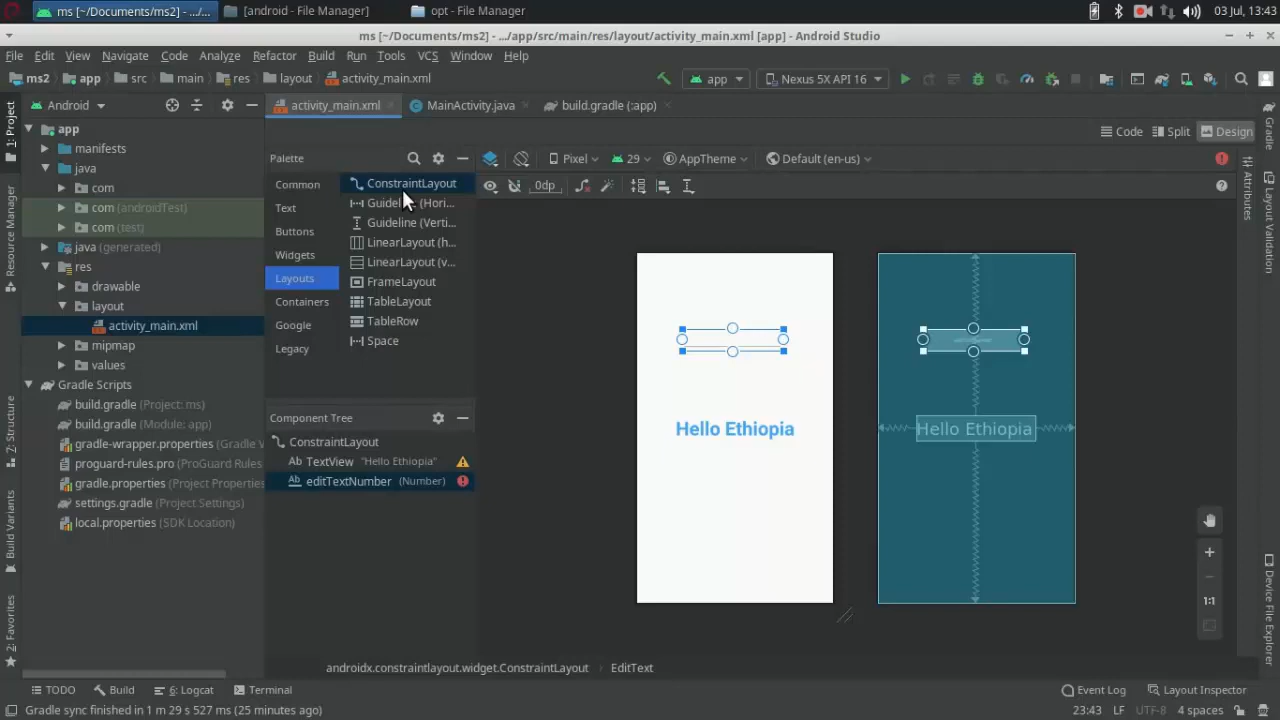 ms [~/Documents/ms2] - .../...
[android - File Manager]
opt - File Manager
03 Jul, 13:43
ms [~/Documents/ms2] - .../app/src/main/res/layout/activity_main.xml [app] - Android Studio
File Edit View Navigate Code Analyze Refactor Build Run Tools VCS Window Help
ms2 app src main res layout activity_main.xml app Nexus 5X API 16
1: Project
Resource Manager
Z: Structure
Build Variants
2: Favorites
Android
app
manifests
java
com
com (androidTest)
com (test)
java (generated)
res
drawable
layout
activity_main.xml
mipmap
values
Gradle Scripts
build.gradle (Project: ms)
build.gradle (Module: app)
gradle-wrapper.properties (Gradle V
proguard-rules.pro (ProGuard Rules
gradle.properties (Project Properties
settings.gradle (Project Settings)
local.properties (SDK Location)
activity_main.xml MainActivity.java build.gradle (:app)
Code Split Design
Palette
Common
Text
Buttons
Widgets
Layouts
Containers
Google
Legacy
ConstraintLayout
Guidel (Hori...
Guideline (Verti...
LinearLayout (h...
LinearLayout (v...
FrameLayout
TableLayout
TableRow
Space
Pixel 29 AppTheme Default (en-us)
0dp
Component Tree
ConstraintLayout
Ab TextView "Hello Ethiopia"
Ab editTextNumber (Number)
Hello Ethiopia
Hello Ethiopia
1:1
androidx.constraintlayout.widget.ConstraintLayout EditText
Gradle
Layout Validation
Device File Explorer
Attributes
TODO Build 6: Logcat Terminal Event Log Layout Inspector
Gradle sync finished in 1 m 29 s 527 ms (25 minutes ago) 23:43 LF UTF-8 4 spaces